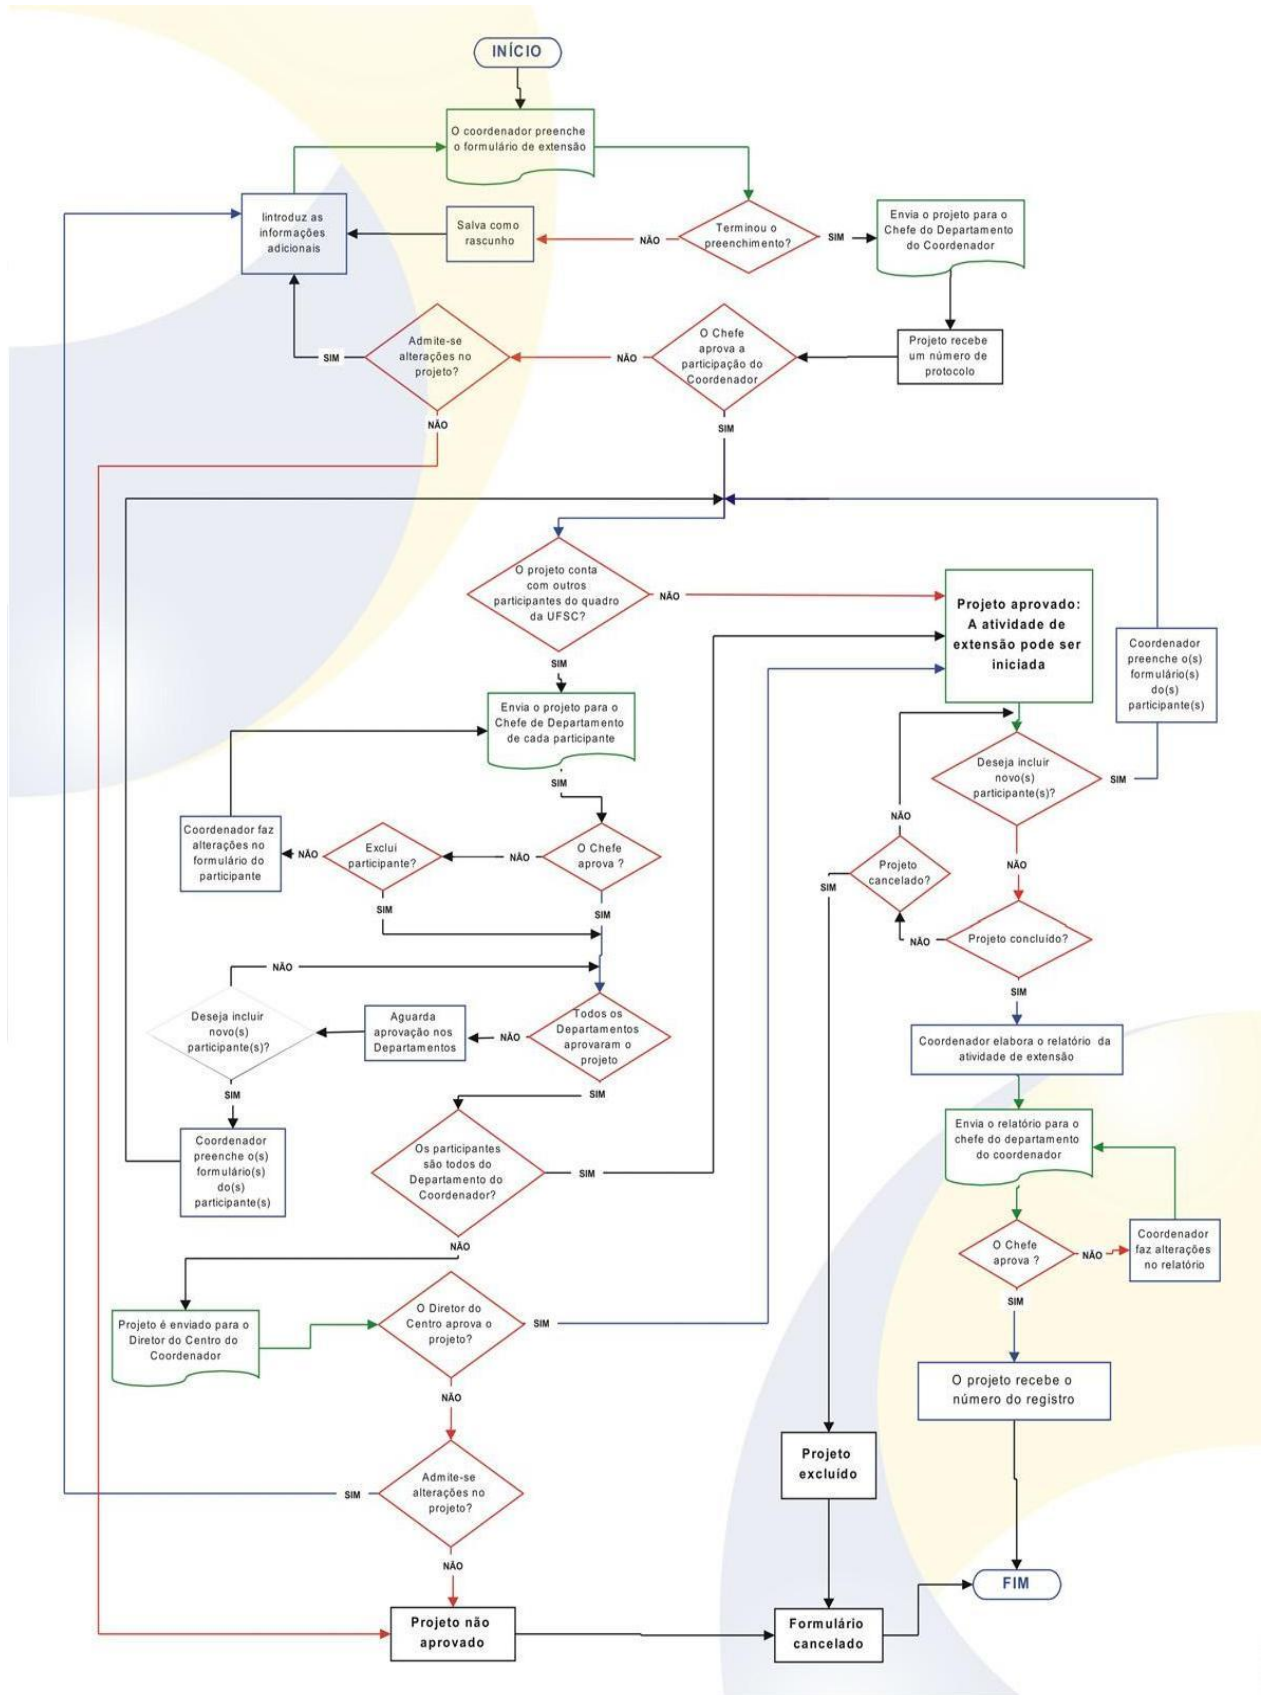 INÍCIO
O coordenador preenche
o formulário de extensão
Iintroduz as
informações
adicionais
Salva como
rascunho
NÃO
Terminou o
preenchimento?
SIM
Envia o projeto para o
Chefe do Departamento
do Coordenador
Admite-se
alterações no
projeto?
SIM
NÃO
O Chefe
aprova a
participação do
Coordenador
NÃO
SIM
Projeto recebe
um número de
protocolo
O projeto conta
com outros
participantes do quadro
da UFSC?
NÃO
SIM
Projeto aprovado:
A atividade de
extensão pode ser
iniciada
Coordenador
preenche o(s)
formulário(s)
do(s)
participante(s)
Envia o projeto para o
Chefe de Departamento
de cada participante
SIM
Deseja incluir
novo(s)
participante(s)?
SIM
NÃO
Coordenador faz
alterações no
formulário do
participante
NÃO
Exclui
participante?
SIM
NÃO
O Chefe
aprova ?
SIM
NÃO
Projeto
cancelado?
SIM
NÃO
Projeto concluído?
SIM
NÃO
Deseja incluir
novo(s)
participante(s)?
SIM
Aguarda
aprovação nos
Departamentos
NÃO
Todos os
Departamentos
aprovaram o
projeto
SIM
Coordenador elabora o relatório da
atividade de extensão
Coordenador
preenche o(s)
formulário(s)
do(s)
participante(s)
Os participantes
são todos do
Departamento do
Coordenador?
SIM
NÃO
Envia o relatório para o
chefe do departamento
do coordenador
O Chefe
aprova ?
NÃO
SIM
Coordenador
faz alterações
no relatório
Projeto é enviado para o
Diretor do Centro do
Coordenador
O Diretor do
Centro aprova o
projeto?
SIM
NÃO
O projeto recebe o
número do registro
Admite-se
alterações no
projeto?
SIM
NÃO
Projeto
excluído
FIM
Projeto não
aprovado
Formulário
cancelado